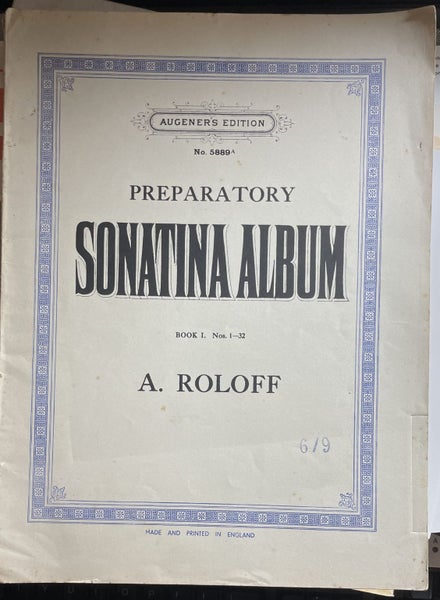 AUGENER'S EDITION
No. 5889A
PREPARATORY
SONATINA ALBUM
BOOK I. Nos. 1—32
A. ROLOFF
6/9
MADE AND PRINTED IN ENGLAND